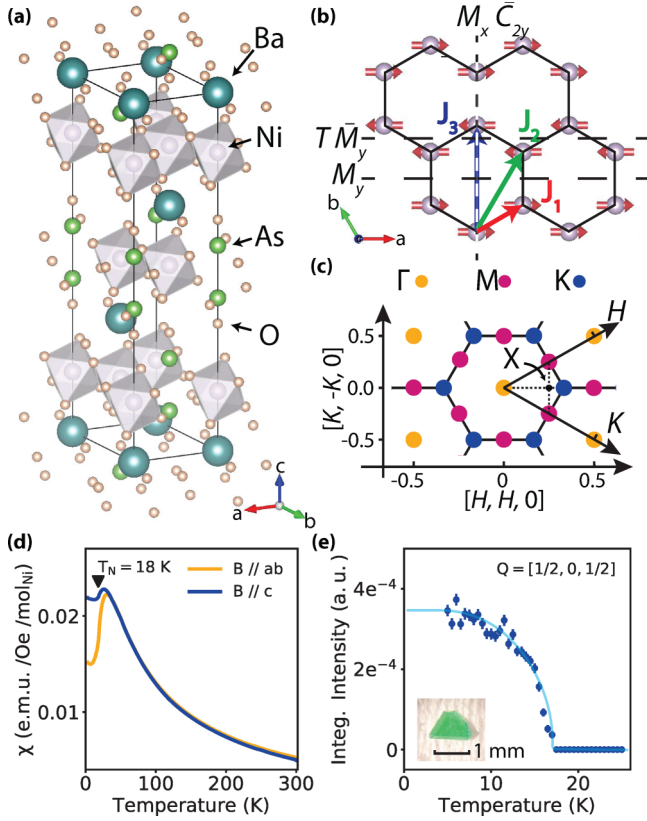 (a)
Ba
Ni
As
O
c
a
b
(b)
M_x C̄_2y
J_3
J_2
J_1
T M̄_y
M_y
b
a
(c)
Γ
M
K
H
X
K
0.5
0.0
-0.5
[K, -K, 0]
-0.5
0.0
0.5
[H, H, 0]
(d)
T_N = 18 K
B // ab
B // c
0.02
0.01
χ (e.m.u. /Oe /mol_Ni)
0
100
200
300
Temperature (K)
(e)
Q = [1/2, 0, 1/2]
4e⁻4
2e⁻4
0
Integ. Intensity (a. u.)
1 mm
0
10
20
Temperature (K)